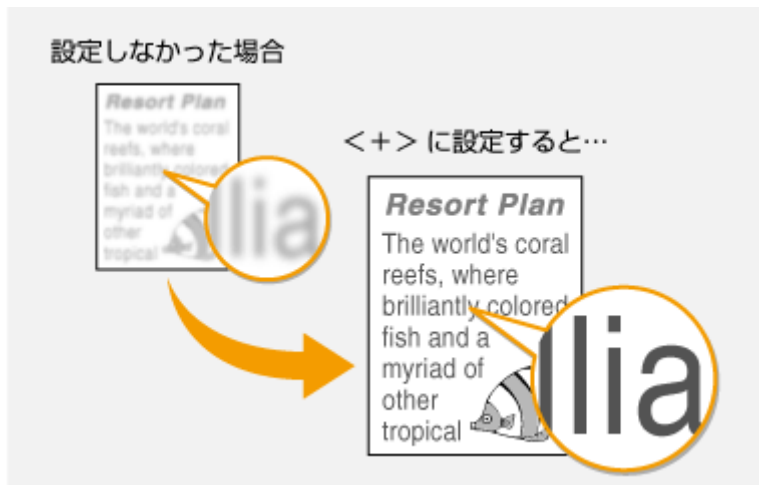 設定しなかった場合
Resort Plan
The world's coral
reefs, where
brilliantly colored
fish and a
myriad of
other
tropical
llia
＜＋＞に設定すると…
Resort Plan
The world's coral
reefs, where
brilliantly colored
fish and a
myriad of
other
tropical
llia